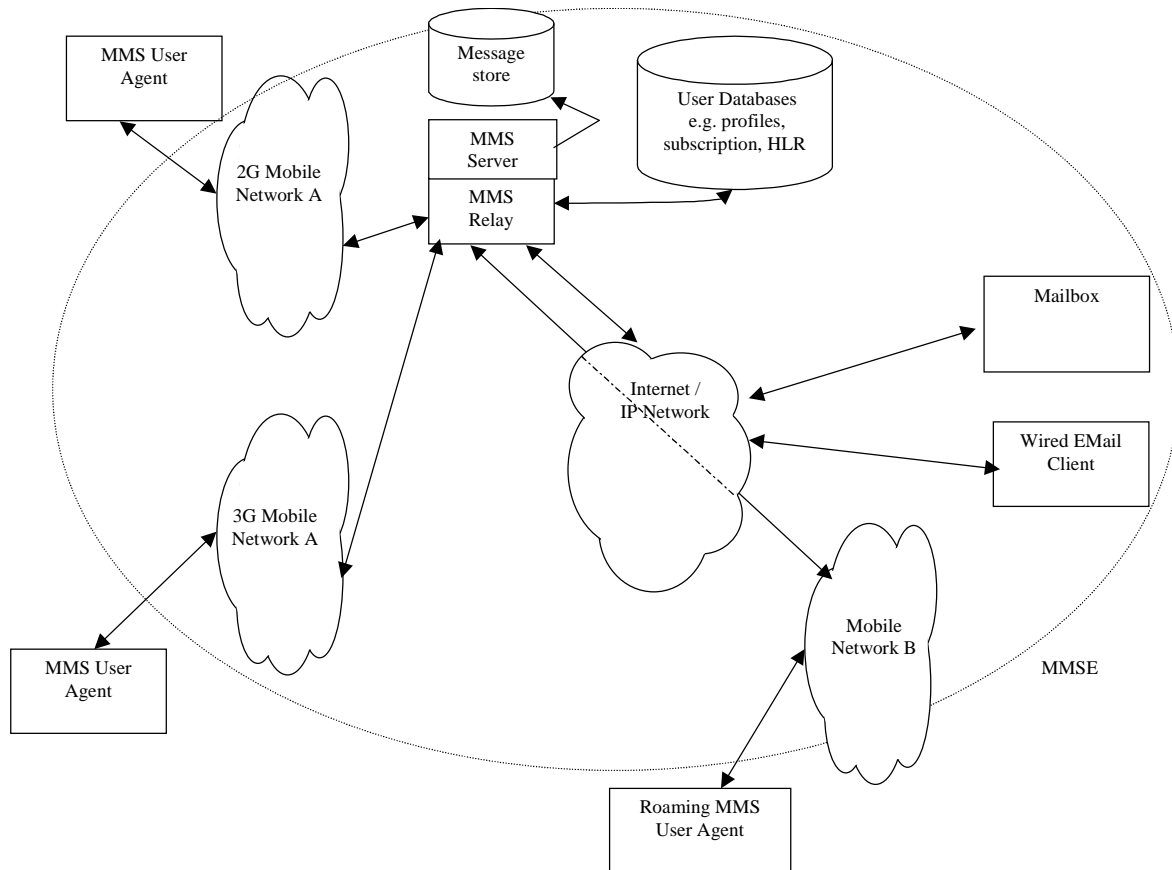 MMS User
Agent
Message
store
User Databases
e.g. profiles,
subscription, HLR
MMS
Server
2G Mobile
Network A
MMS
Relay
Mailbox
Internet /
IP Network
Wired EMail
Client
3G Mobile
Network A
Mobile
Network B
MMS User
Agent
MMSE
Roaming MMS
User Agent